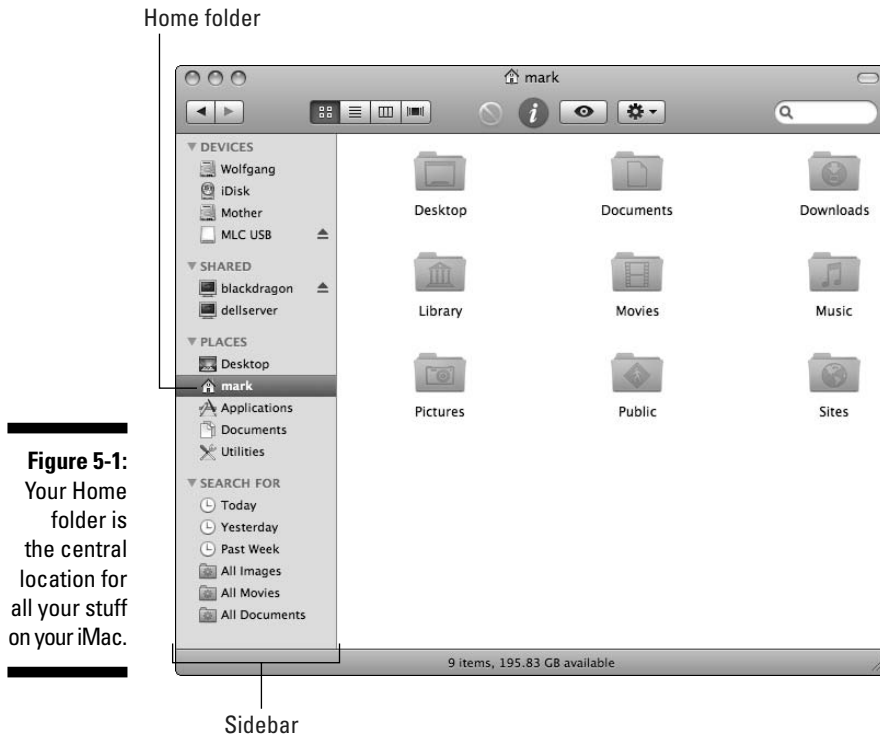 Home folder
mark
DEVICES
Wolfgang
iDisk
Mother
MLC USB
SHARED
blackdragon
dellserver
PLACES
Desktop
mark
Applications
Documents
Utilities
SEARCH FOR
Today
Yesterday
Past Week
All Images
All Movies
All Documents
Desktop
Documents
Downloads
Library
Movies
Music
Pictures
Public
Sites
9 items, 195.83 GB available
Sidebar
Figure 5-1:
Your Home
folder is
the central
location for
all your stuff
on your iMac.